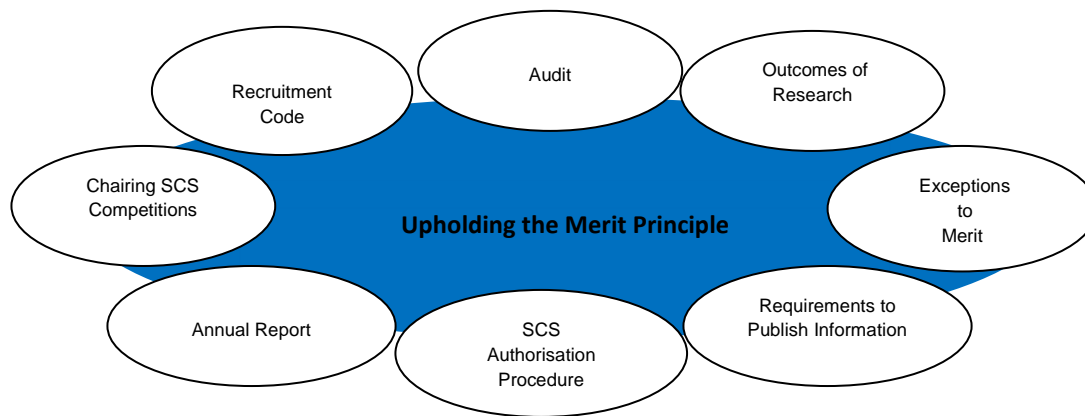 Audit
Outcomes of
Research
Recruitment
Code
Chairing SCS
Competitions
Exceptions
to
Merit
Upholding the Merit Principle
Annual Report
SCS
Authorisation
Procedure
Requirements to
Publish Information